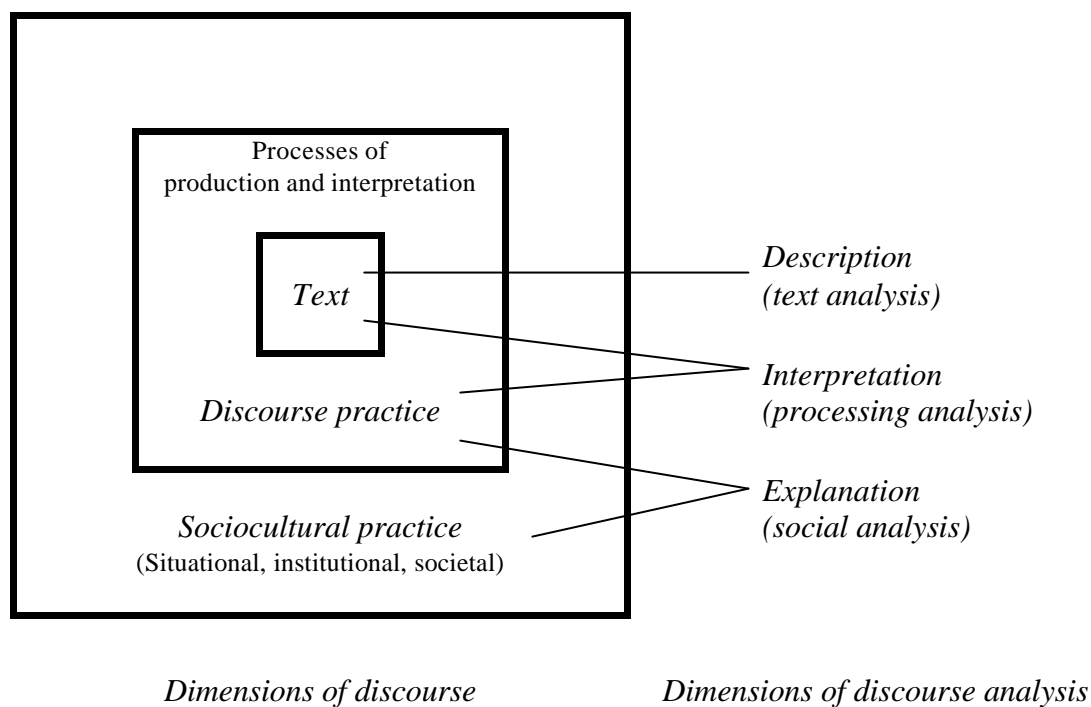 Processes of
production and interpretation
Text
Discourse practice
Sociocultural practice
(Situational, institutional, societal)
Description
(text analysis)
Interpretation
(processing analysis)
Explanation
(social analysis)
Dimensions of discourse
Dimensions of discourse analysis